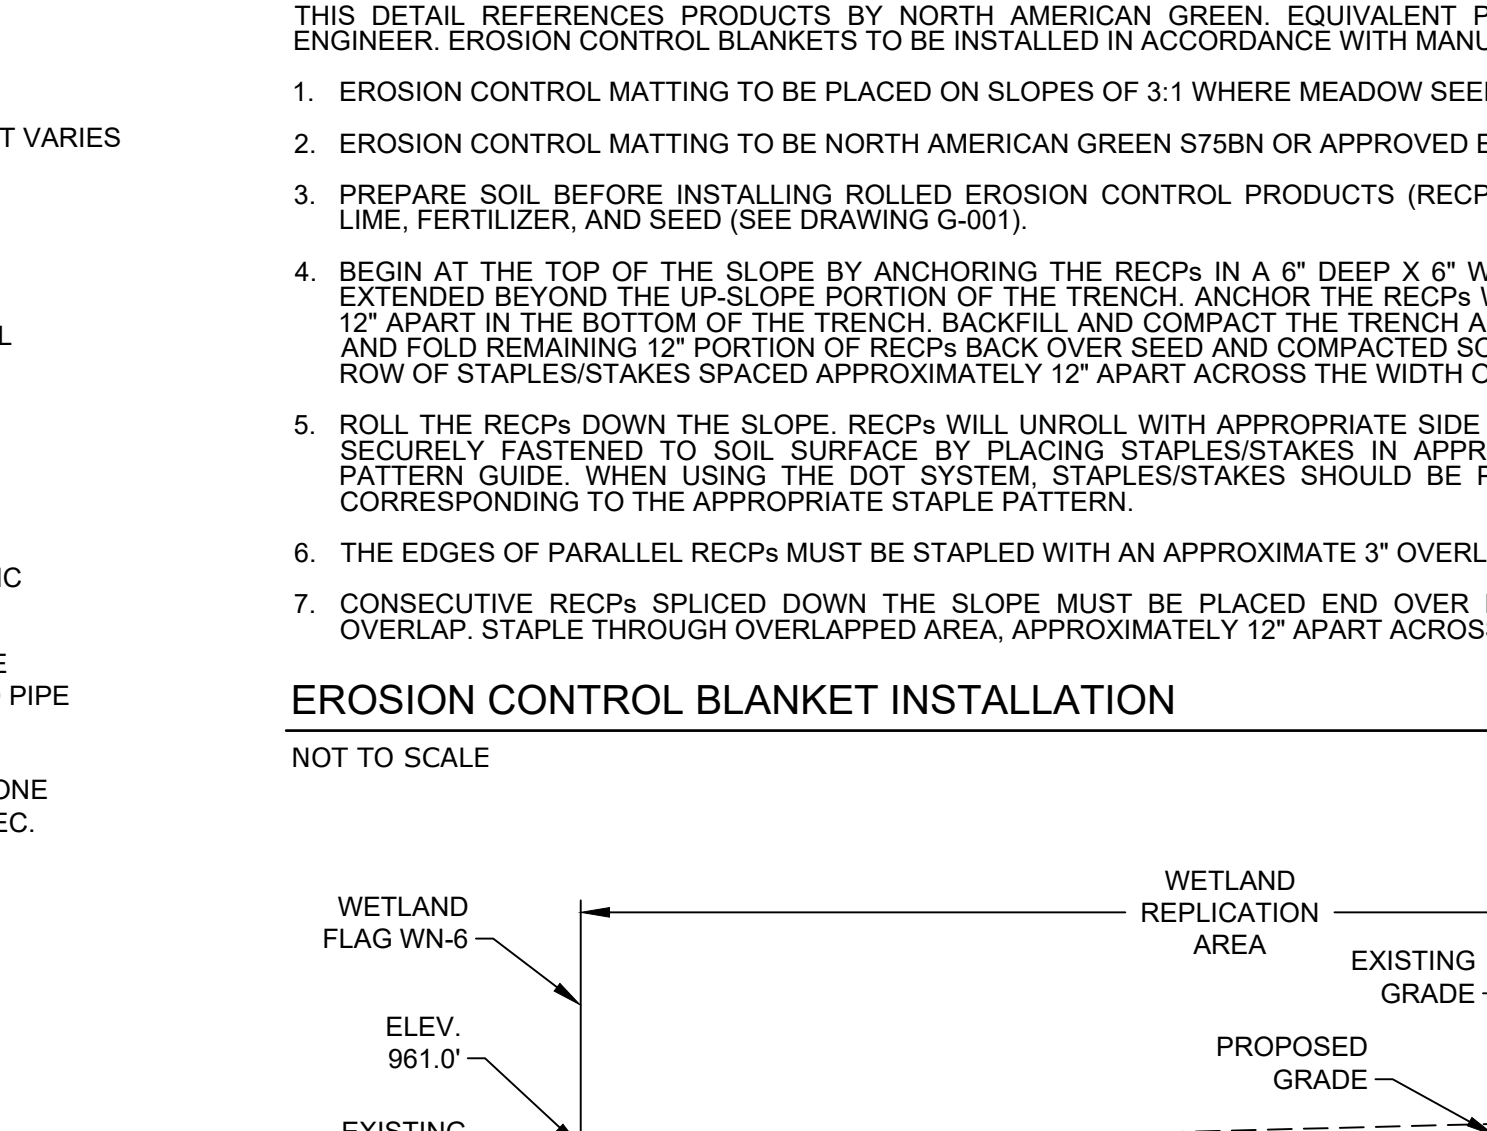 THIS DETAIL REFERENCES PRODUCTS BY NORTH AMERICAN GREEN. EQUIVALENT P
ENGINEER. EROSION CONTROL BLANKETS TO BE INSTALLED IN ACCORDANCE WITH MANU
1. EROSION CONTROL MATTING TO BE PLACED ON SLOPES OF 3:1 WHERE MEADOW SEE
2. EROSION CONTROL MATTING TO BE NORTH AMERICAN GREEN S75BN OR APPROVED E
3. PREPARE SOIL BEFORE INSTALLING ROLLED EROSION CONTROL PRODUCTS (RECP
LIME, FERTILIZER, AND SEED (SEE DRAWING G-001).
4. BEGIN AT THE TOP OF THE SLOPE BY ANCHORING THE RECPs IN A 6" DEEP X 6" W
EXTENDED BEYOND THE UP-SLOPE PORTION OF THE TRENCH. ANCHOR THE RECPs W
12" APART IN THE BOTTOM OF THE TRENCH. BACKFILL AND COMPACT THE TRENCH A
AND FOLD REMAINING 12" PORTION OF RECPs BACK OVER SEED AND COMPACTED SO
ROW OF STAPLES/STAKES SPACED APPROXIMATELY 12" APART ACROSS THE WIDTH O
5. ROLL THE RECPs DOWN THE SLOPE. RECPs WILL UNROLL WITH APPROPRIATE SIDE
SECURELY FASTENED TO SOIL SURFACE BY PLACING STAPLES/STAKES IN APPR
PATTERN GUIDE. WHEN USING THE DOT SYSTEM, STAPLES/STAKES SHOULD BE P
CORRESPONDING TO THE APPROPRIATE STAPLE PATTERN.
6. THE EDGES OF PARALLEL RECPs MUST BE STAPLED WITH AN APPROXIMATE 3" OVERL
7. CONSECUTIVE RECPs SPLICED DOWN THE SLOPE MUST BE PLACED END OVER
OVERLAP. STAPLE THROUGH OVERLAPPED AREA, APPROXIMATELY 12" APART ACROSS
EROSION CONTROL BLANKET INSTALLATION
NOT TO SCALE
T VARIES
L
IC
E
PIPE
ONE
EC.
WETLAND
FLAG WN-6
WETLAND
REPLICATION
AREA
EXISTING
GRADE
ELEV.
961.0'
PROPOSED
GRADE
EXISTING